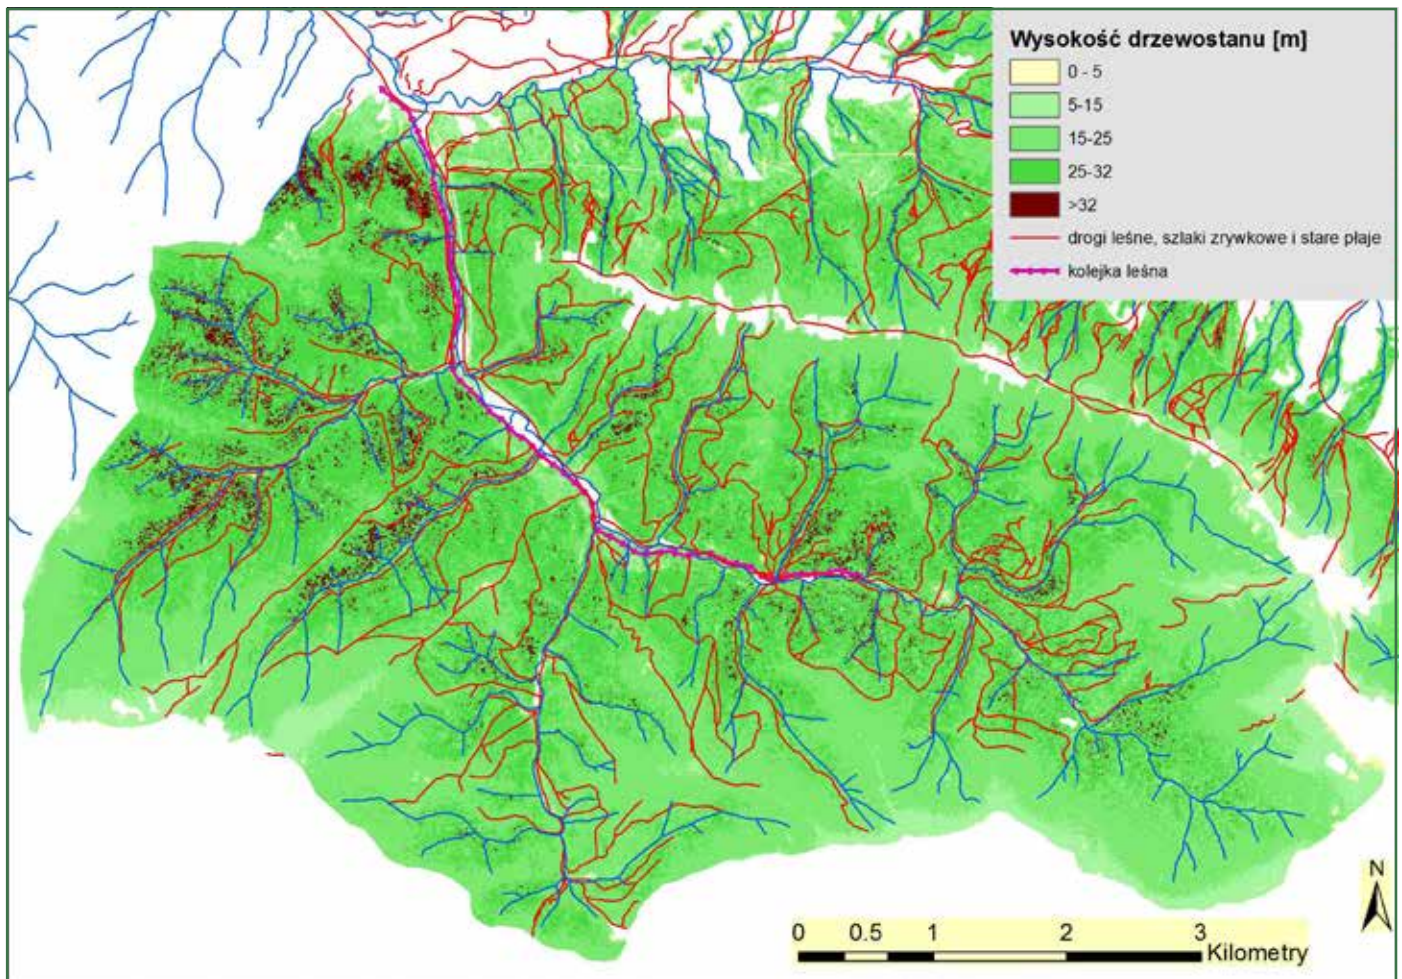 Wysokość drzewostanu [m]
0 - 5
5-15
15-25
25-32
>32
drogi leśne, szlaki zrywkowe i stare płaje
kolejka leśna
N
0 0.5 1 2 3
Kilometry